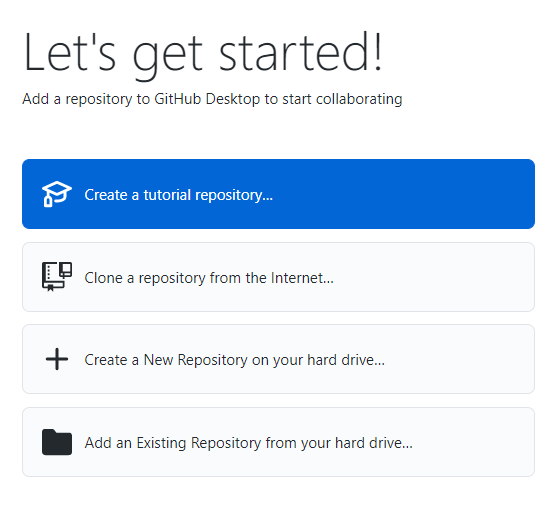 Let's get started!
Add a repository to GitHub Desktop to start collaborating
Create a tutorial repository...
Clone a repository from the Internet...
Create a New Repository on your hard drive...
Add an Existing Repository from your hard drive...